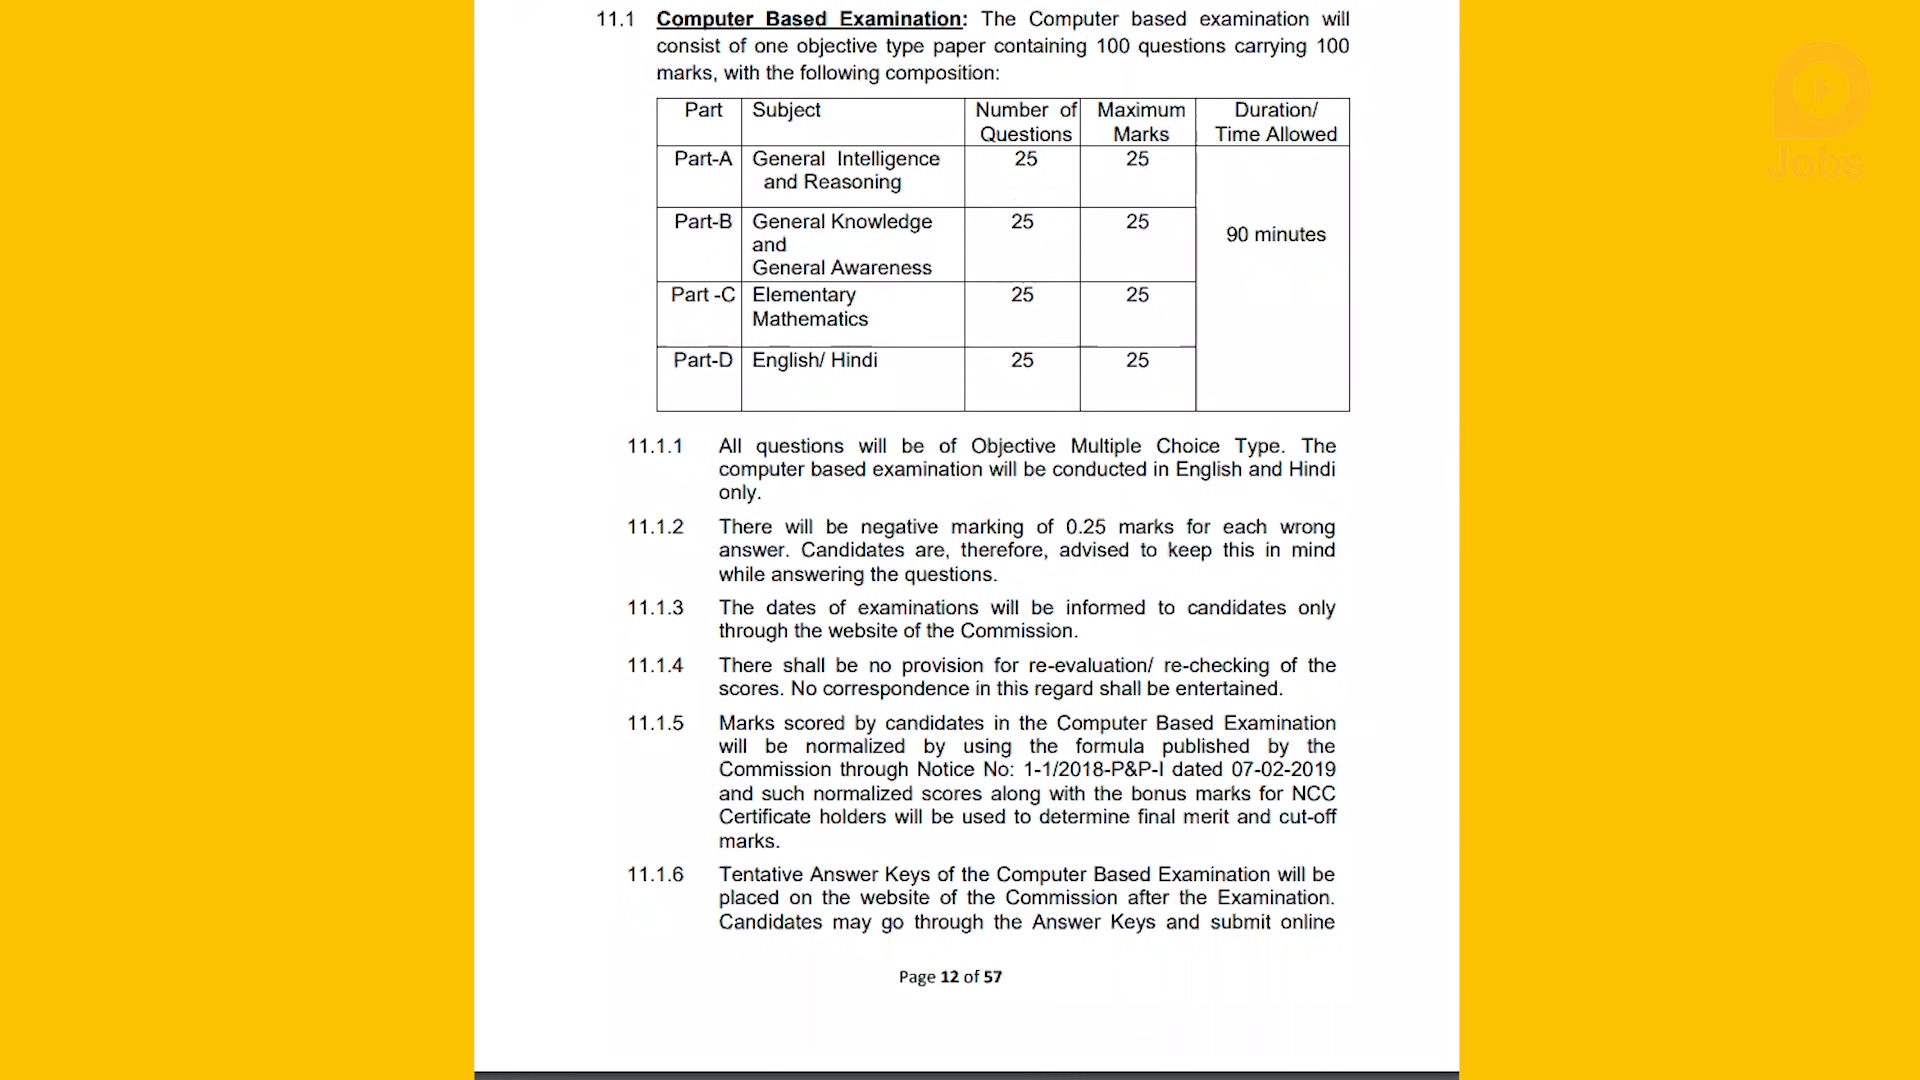 11.1 Computer Based Examination: The Computer based examination will
consist of one objective type paper containing 100 questions carrying 100
marks, with the following composition:
Part Subject Number of Questions Maximum Marks Duration/ Time Allowed
Part-A General Intelligence and Reasoning 25 25
90 minutes
Part-B General Knowledge and General Awareness 25 25
Part -C Elementary Mathematics 25 25
Part-D English/ Hindi 25 25
11.1.1 All questions will be of Objective Multiple Choice Type. The
computer based examination will be conducted in English and Hindi
only.
11.1.2 There will be negative marking of 0.25 marks for each wrong
answer. Candidates are, therefore, advised to keep this in mind
while answering the questions.
11.1.3 The dates of examinations will be informed to candidates only
through the website of the Commission.
11.1.4 There shall be no provision for re-evaluation/ re-checking of the
scores. No correspondence in this regard shall be entertained.
11.1.5 Marks scored by candidates in the Computer Based Examination
will be normalized by using the formula published by the
Commission through Notice No: 1-1/2018-P&P-I dated 07-02-2019
and such normalized scores along with the bonus marks for NCC
Certificate holders will be used to determine final merit and cut-off
marks.
11.1.6 Tentative Answer Keys of the Computer Based Examination will be
placed on the website of the Commission after the Examination.
Candidates may go through the Answer Keys and submit online
Page 12 of 57
Jobs